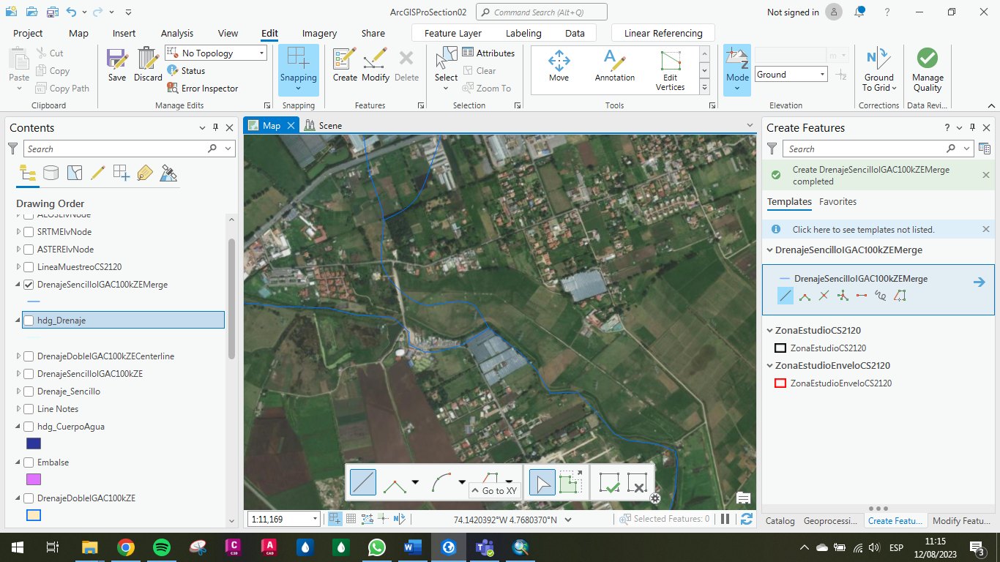 ArcGISProSection02
Command Search (Alt+Q)
Not signed in
Project
Map
Insert
Analysis
View
Edit
Imagery
Share
Feature Layer
Labeling
Data
Linear Referencing
Paste
Cut
Copy
Copy Path
Clipboard
Save
Discard
No Topology
Status
Error Inspector
Manage Edits
Snapping
Snapping
Create
Modify
Delete
Features
Select
Attributes
Clear
Zoom To
Selection
Move
Annotation
Edit
Vertices
Tools
Mode
m
Ground
Elevation
Ground
To Grid
Corrections
Manage
Quality
Data Revi...
Contents
Search
Drawing Order
ALOSElvNode
SRTMElvNode
ASTERElvNode
LineaMuestreoCS2120
DrenajeSencilloIGAC100kZEMerge
hdg_Drenaje
DrenajeDobleIGAC100kZECenterline
DrenajeSencilloIGAC100kZE
Drenaje_Sencillo
Line Notes
hdg_CuerpoAgua
Embalse
DrenajeDobleIGAC100kZE
Map
Scene
Go to XY
1:11,169
74.1420392°W 4.7680370°N
Selected Features: 0
Create Features
Search
Create DrenajeSencilloIGAC100kZEMerge
completed
Templates
Favorites
Click here to see templates not listed.
DrenajeSencilloIGAC100kZEMerge
DrenajeSencilloIGAC100kZEMerge
ZonaEstudioCS2120
ZonaEstudioCS2120
ZonaEstudioEnveloCS2120
ZonaEstudioEnveloCS2120
Catalog
Geoprocessi...
Create Featu...
Modify Featu...
ESP
11:15
12/08/2023
3